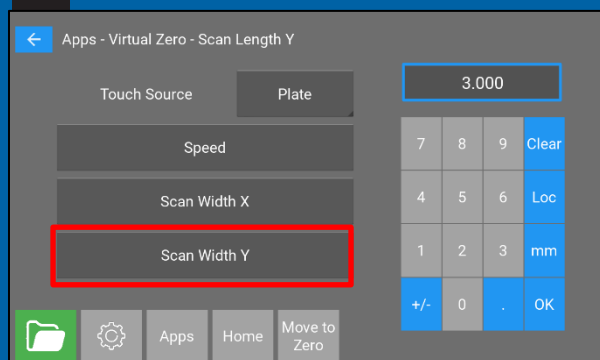 Apps - Virtual Zero - Scan Length Y
Touch Source Plate
Speed
Scan Width X
Scan Width Y
3.000
7 8 9 Clear
4 5 6 Loc
1 2 3 mm
+/- 0 . OK
Apps Home Move to
Zero